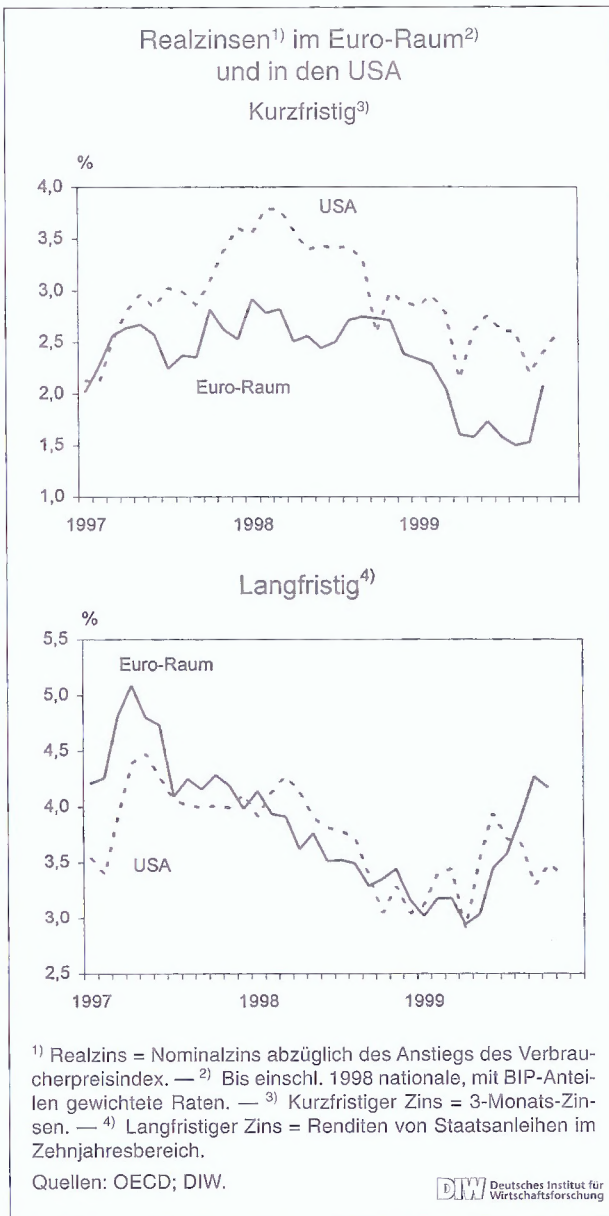 Realzinsen¹⁾ im Euro-Raum²⁾
und in den USA
Kurzfristig³⁾
%
4,0
3,5
3,0
2,5
2,0
1,5
1,0
USA
Euro-Raum
1997 1998 1999
Langfristig⁴⁾
%
5,5
5,0
4,5
4,0
3,5
3,0
2,5
Euro-Raum
USA
1997 1998 1999
¹⁾ Realzins = Nominalzins abzüglich des Anstiegs des Verbrau-
cherpreisindex. — ²⁾ Bis einschl. 1998 nationale, mit BIP-Antei-
len gewichtete Raten. — ³⁾ Kurzfristiger Zins = 3-Monats-Zin-
sen. — ⁴⁾ Langfristiger Zins = Renditen von Staatsanleihen im
Zehnjahresbereich.
Quellen: OECD; DIW.
DIW Deutsches Institut für
Wirtschaftsforschung